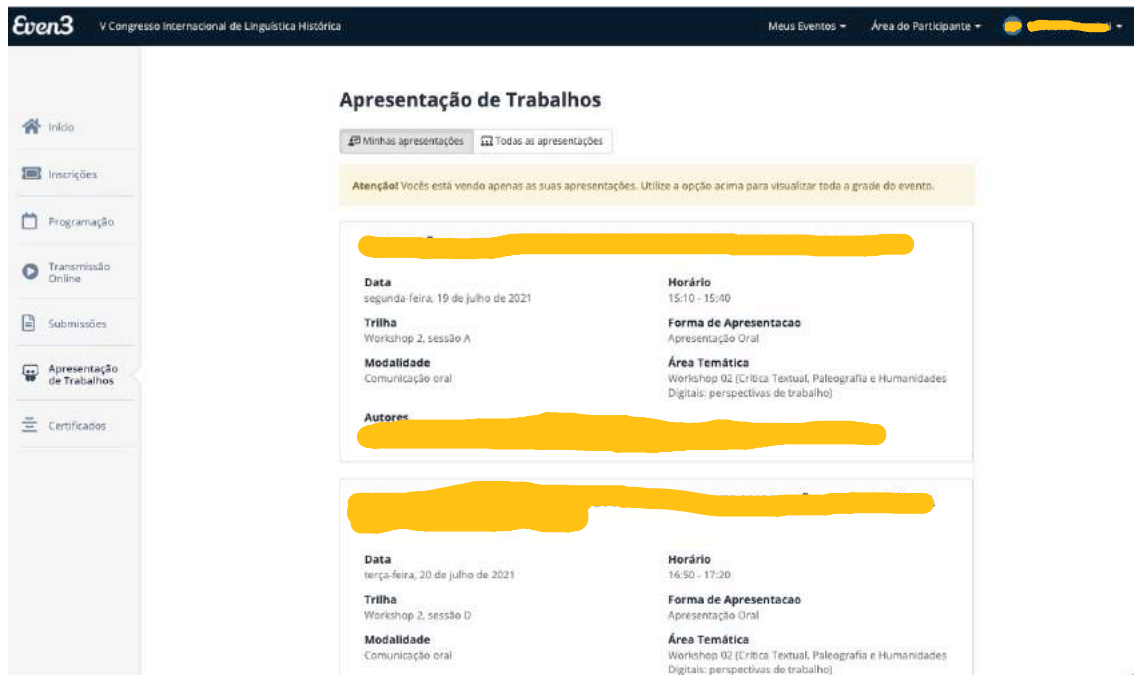 Even3 V Congresso Internacional de Linguística Histórica Meus Eventos Área do Participante
Apresentação de Trabalhos
Início
Minhas apresentações Todas as apresentações
Inscrições
Atenção! Vocês está vendo apenas as suas apresentações. Utilize a opção acima para visualizar toda a grade do evento.
Programação
Transmissão
Online
Submissões
Apresentação
de Trabalhos
Certificados
Data Horário
segunda-feira, 19 de julho de 2021 15:10 - 15:40
Trilha Forma de Apresentacao
Workshop 2, sessão A Apresentação Oral
Modalidade Área Temática
Comunicação oral Workshop 02 (Crítica Textual, Paleografia e Humanidades
Digitais: perspectivas de trabalho)
Autores
Data Horário
terça-feira, 20 de julho de 2021 16:50 - 17:20
Trilha Forma de Apresentacao
Workshop 2, sessão D Apresentação Oral
Modalidade Área Temática
Comunicação oral Workshop 02 (Crítica Textual, Paleografia e Humanidades
Digitais: perspectivas de trabalho)